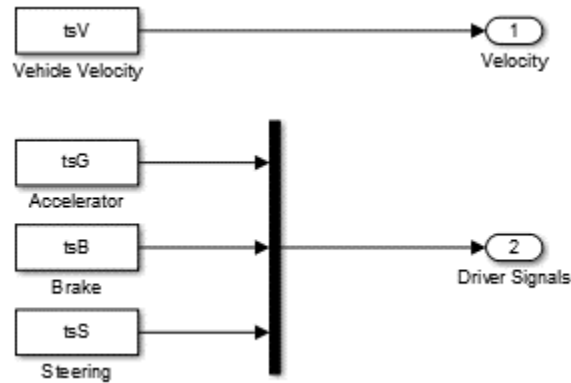 tsV
1
Vehicle Velocity
Velocity
tsG
Accelerator
tsB
2
Brake
Driver Signals
tsS
Steering